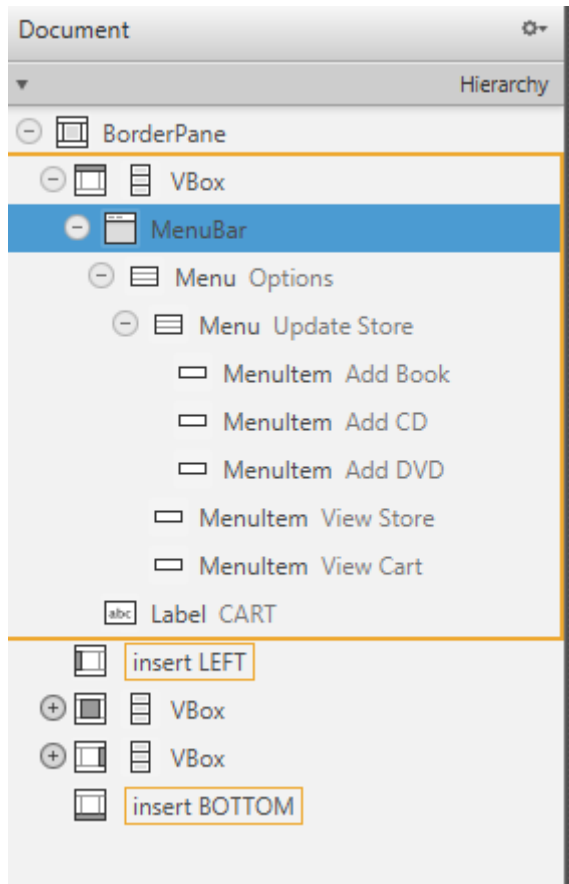 Document
Hierarchy
BorderPane
VBox
MenuBar
Menu Options
Menu Update Store
MenuItem Add Book
MenuItem Add CD
MenuItem Add DVD
MenuItem View Store
MenuItem View Cart
abc Label CART
insert LEFT
VBox
VBox
insert BOTTOM